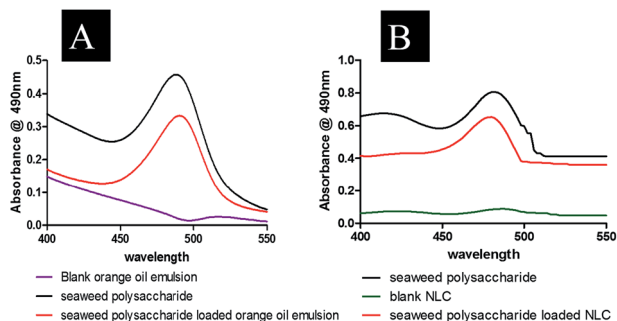 A
Absorbance @ 490nm
0.5
0.4
0.3
0.2
0.1
0.0
400 450 500 550
wavelength
Blank orange oil emulsion
seaweed polysaccharide
seaweed polysaccharide loaded orange oil emulsion
B
Absorbance @ 490nm
1.0
0.8
0.6
0.4
0.2
0.0
400 450 500 550
wavelength
seaweed polysaccharide
blank NLC
seaweed polysaccharide loaded NLC